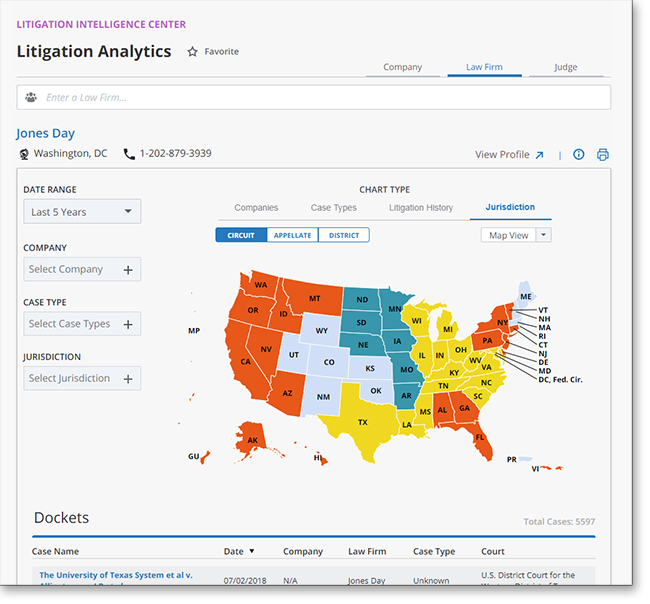 LITIGATION INTELLIGENCE CENTER
Litigation Analytics Favorite
Company Law Firm Judge
Enter a Law Firm...
Jones Day
Washington, DC 1-202-879-3939 View Profile
DATE RANGE
Last 5 Years
COMPANY
Select Company
CASE TYPE
Select Case Types
JURISDICTION
Select Jurisdiction
CHART TYPE
Companies Case Types Litigation History Jurisdiction
CIRCUIT APPELLATE DISTRICT Map View
WA
MT
ND
MN
ME
OR
ID
WY
SD
WI
MI
NY
VT
NH
MA
RI
CT
NJ
DE
MD
DC, Fed. Cir.
MP
CA
NV
UT
CO
NE
IA
IL
IN
OH
PA
WV
VA
KS
MO
KY
NC
AZ
NM
OK
AR
TN
SC
TX
LA
MS
AL
GA
FL
AK
GU
HI
PR
VI
Dockets
Total Cases: 5597
Case Name Date ▼ Company Law Firm Case Type Court
The University of Texas System et al v.
07/02/2018 N/A Jones Day Unknown
U.S. District Court for the